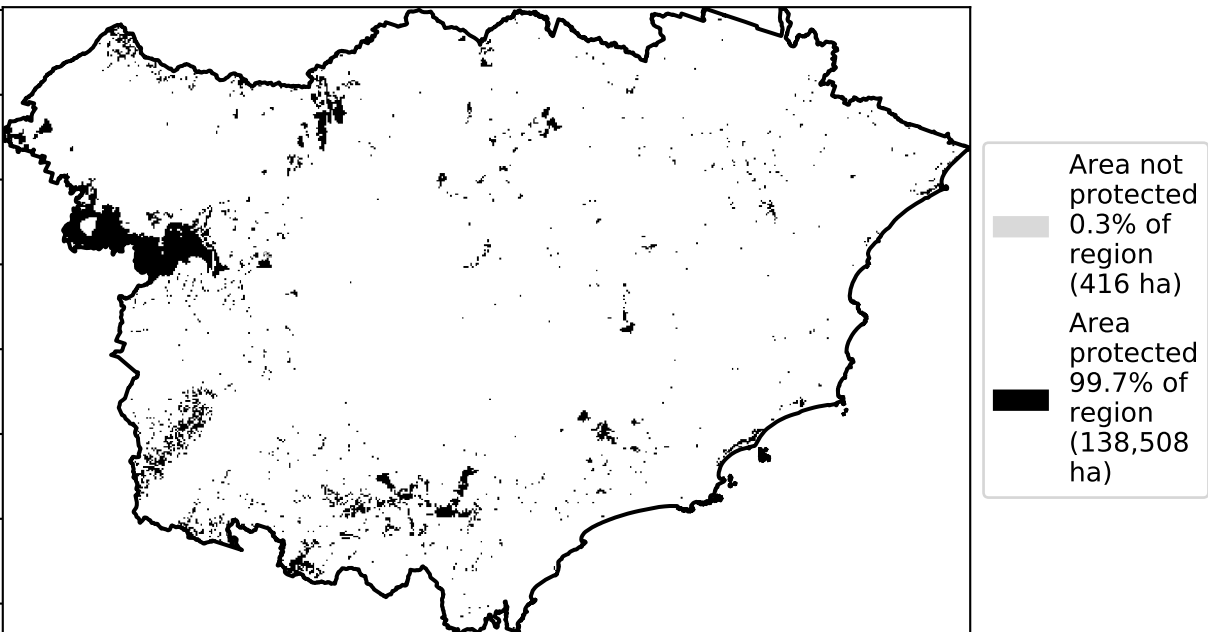 Area not
protected
0.3% of
region
(416 ha)
Area
protected
99.7% of
region
(138,508
ha)